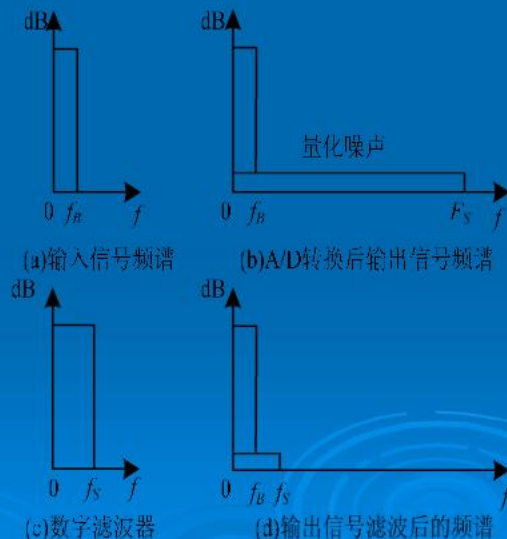 dB
0 f_B f
(a)输入信号频谱
dB
量化噪声
0 f_B F_S f
(b)A/D转换后输出信号频谱
dB
0 f_S f
(c)数字滤波器
dB
0 f_B f_S f
(d)输出信号滤波后的频谱